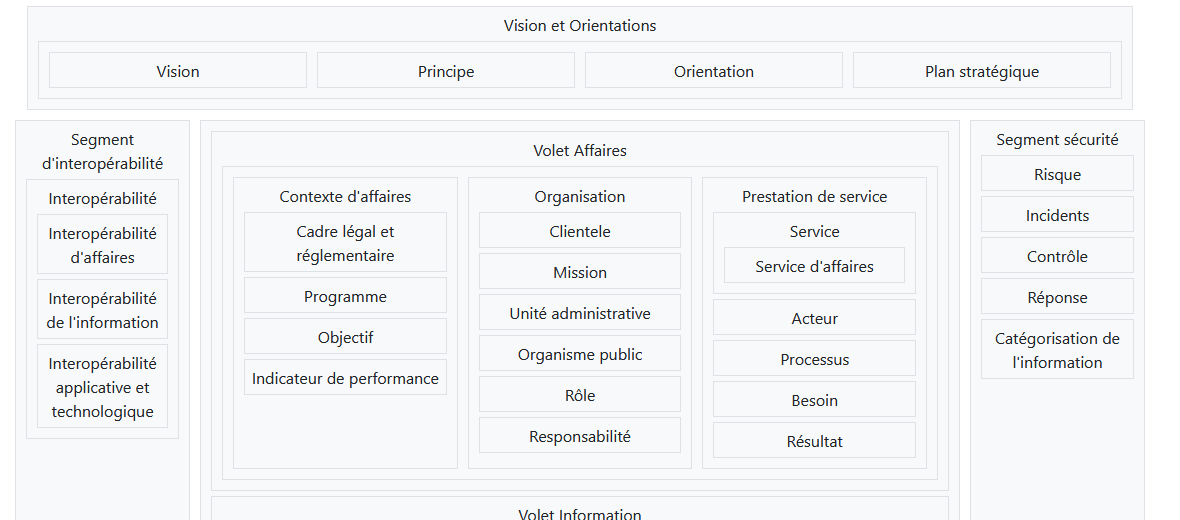 Vision et Orientations
Vision
Principe
Orientation
Plan stratégique
Segment
d'interopérabilité
Interopérabilité
Interopérabilité
d'affaires
Interopérabilité
de l'information
Interopérabilité
applicative et
technologique
Volet Affaires
Contexte d'affaires
Cadre légal et
réglementaire
Programme
Objectif
Indicateur de performance
Organisation
Clientele
Mission
Unité administrative
Organisme public
Rôle
Responsabilité
Prestation de service
Service
Service d'affaires
Acteur
Processus
Besoin
Résultat
Volet Information
Segment sécurité
Risque
Incidents
Contrôle
Réponse
Catégorisation de
l'information